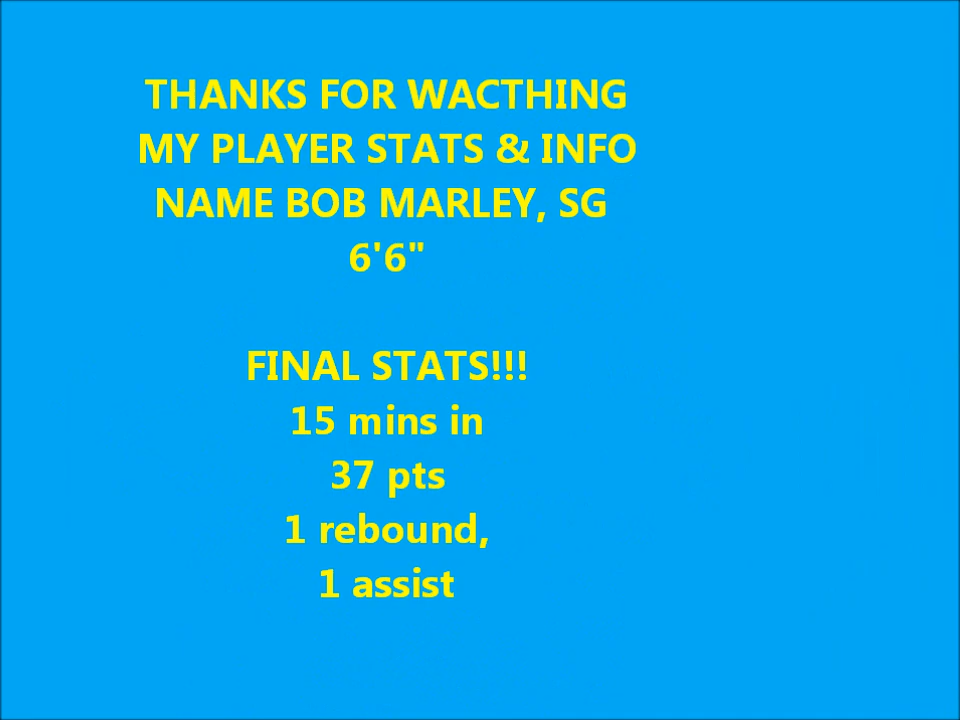 THANKS FOR WACTHING
MY PLAYER STATS & INFO
NAME BOB MARLEY, SG
6'6"
FINAL STATS!!!
15 mins in
37 pts
1 rebound,
1 assist